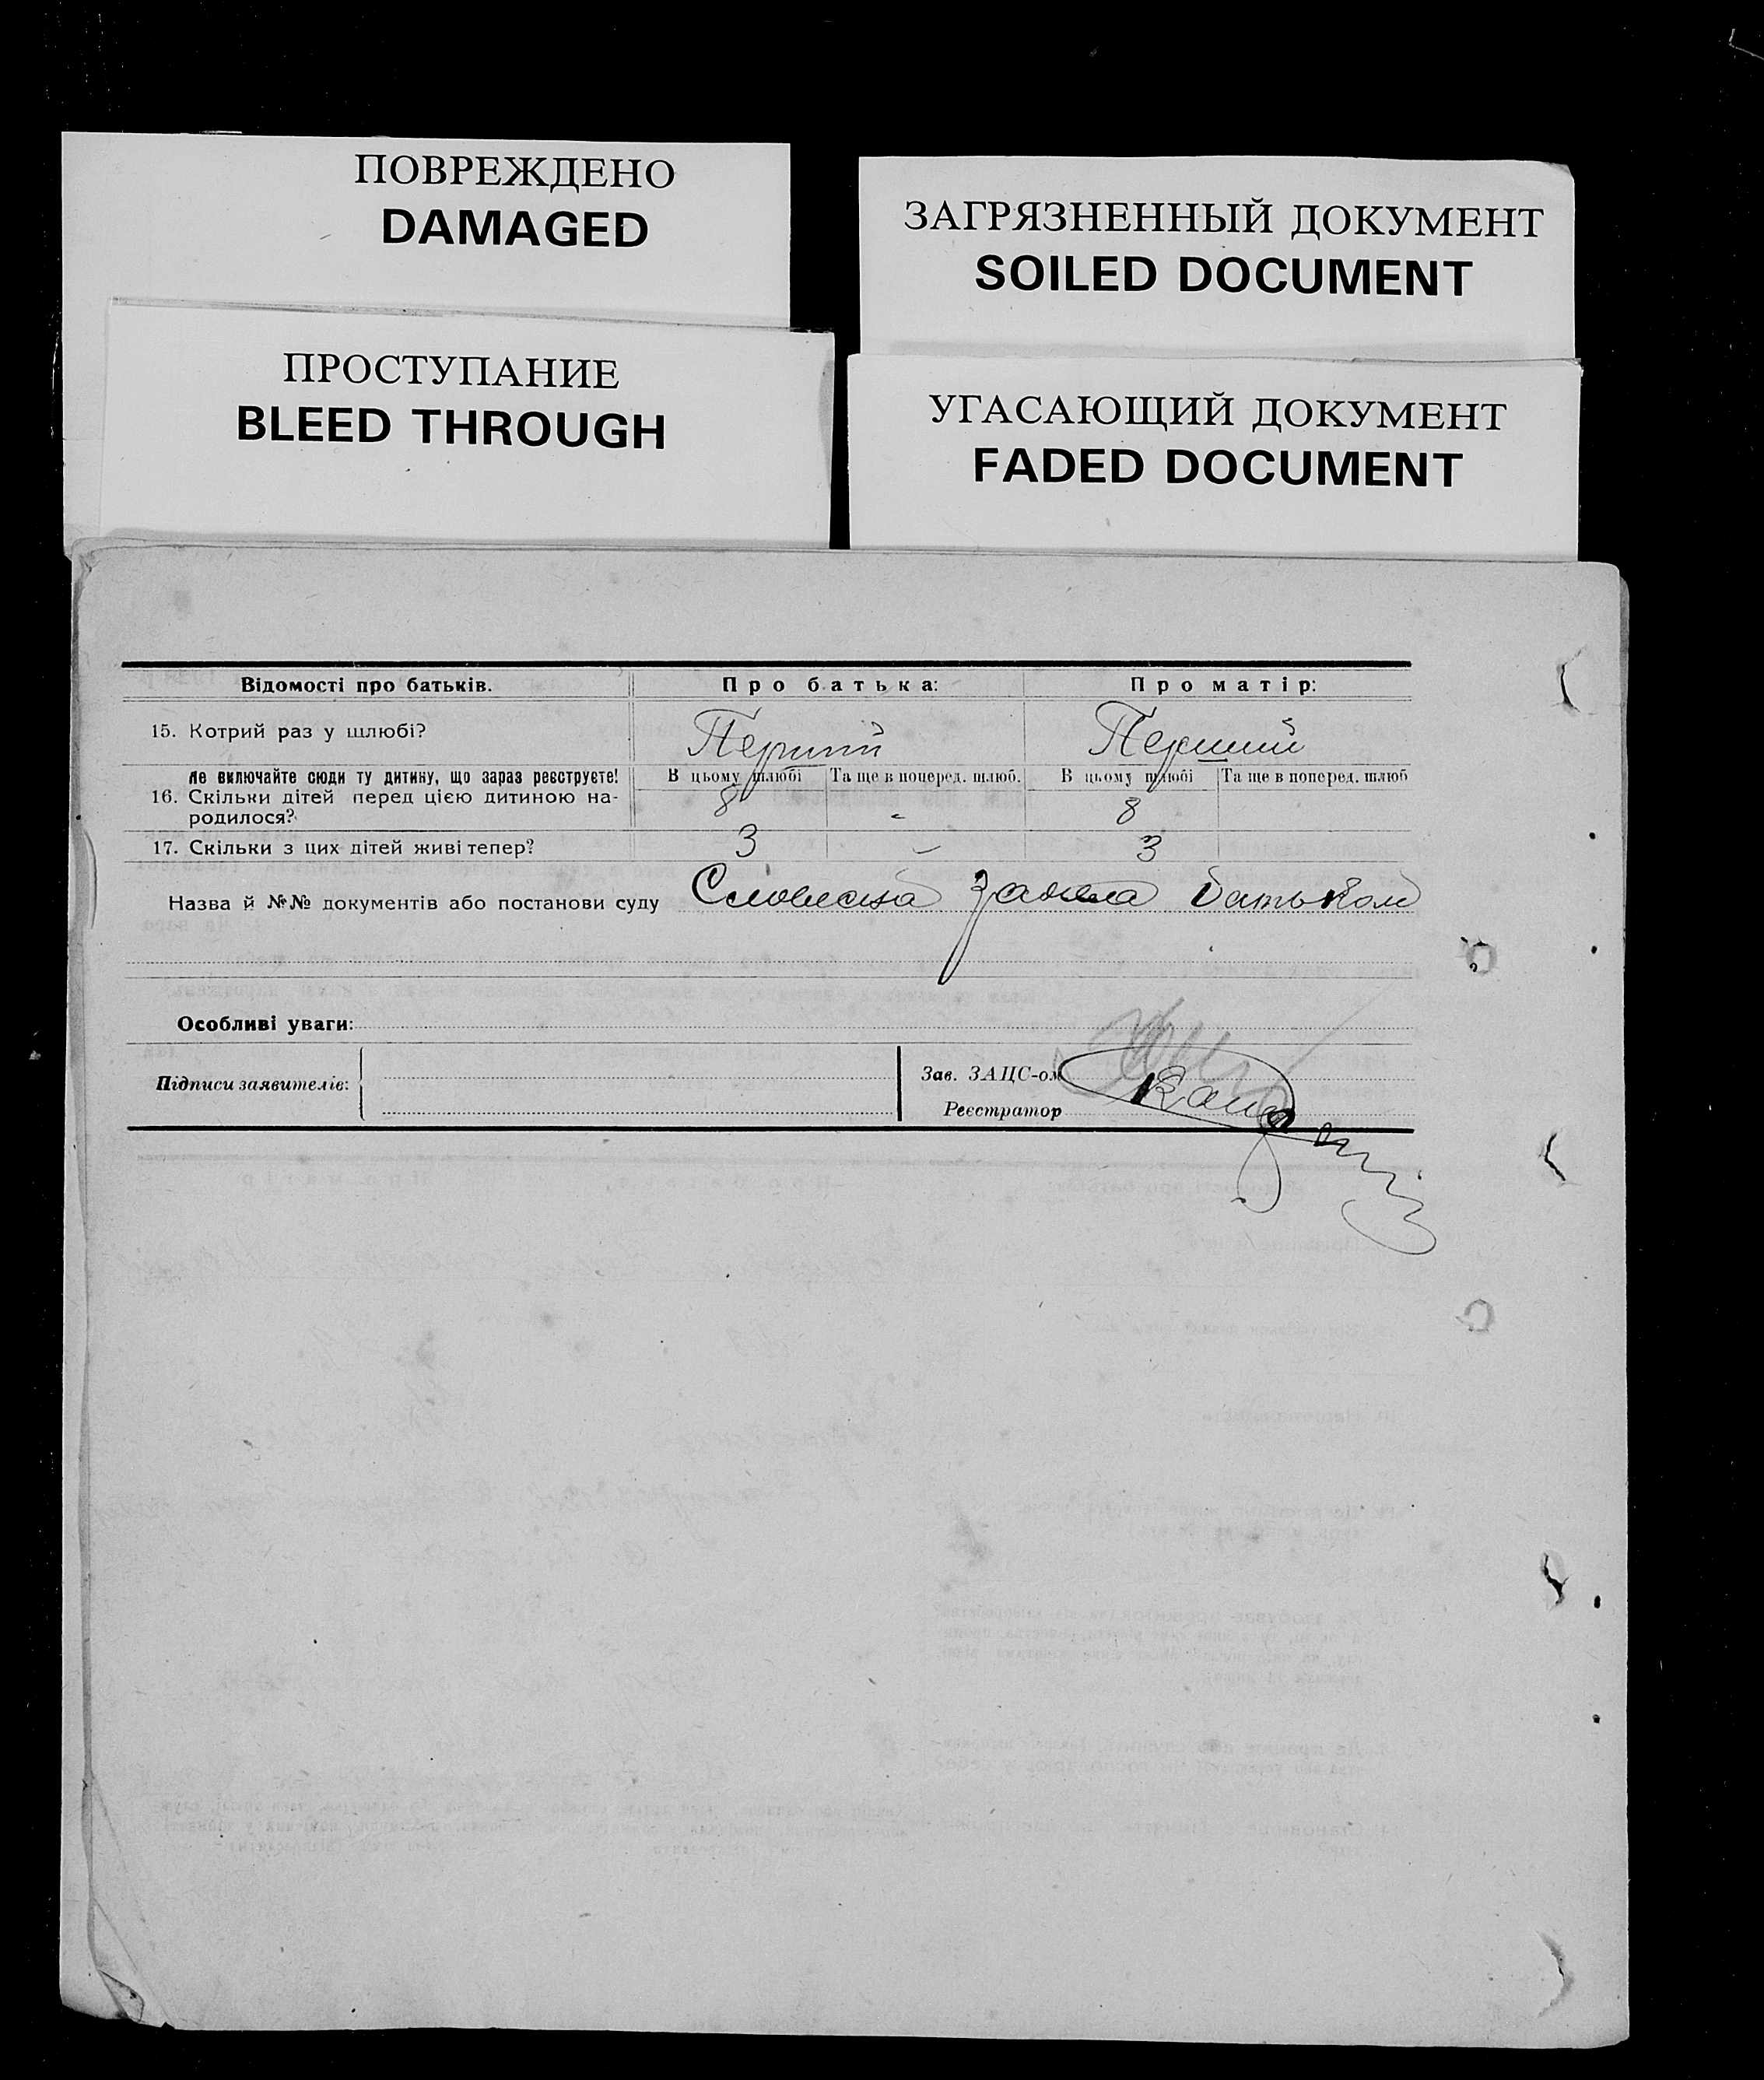 ПОВРЕЖДЕНО
DAMAGED
ЗАГРЯЗНЕННЫЙ ДОКУМЕНТ
SOILED DOCUMENT
ПРОСТУПАНИЕ
BLEED THROUGH
УГАСАЮЩИЙ ДОКУМЕНТ
FADED DOCUMENT
Відомості про батьків. Про батька: Про матір:
15. Котрий раз у шлюбі? Перший Перший
Не включайте сюди ту дитину, що зараз реєструєте! В цьому шлюбі Та ще в поперед. шлюб. В цьому шлюбі Та ще в поперед. шлюб
16. Скільки дітей перед цією дитиною на-
родилося? 8 - 8
17. Скільки з цих дітей живі тепер? 3 - 3
Назва й №№ документів або постанови суду Словесна заява батьком
Особливі уваги:
Підписи заявителів:
Зав. ЗАЦС-ом
Реєстратор